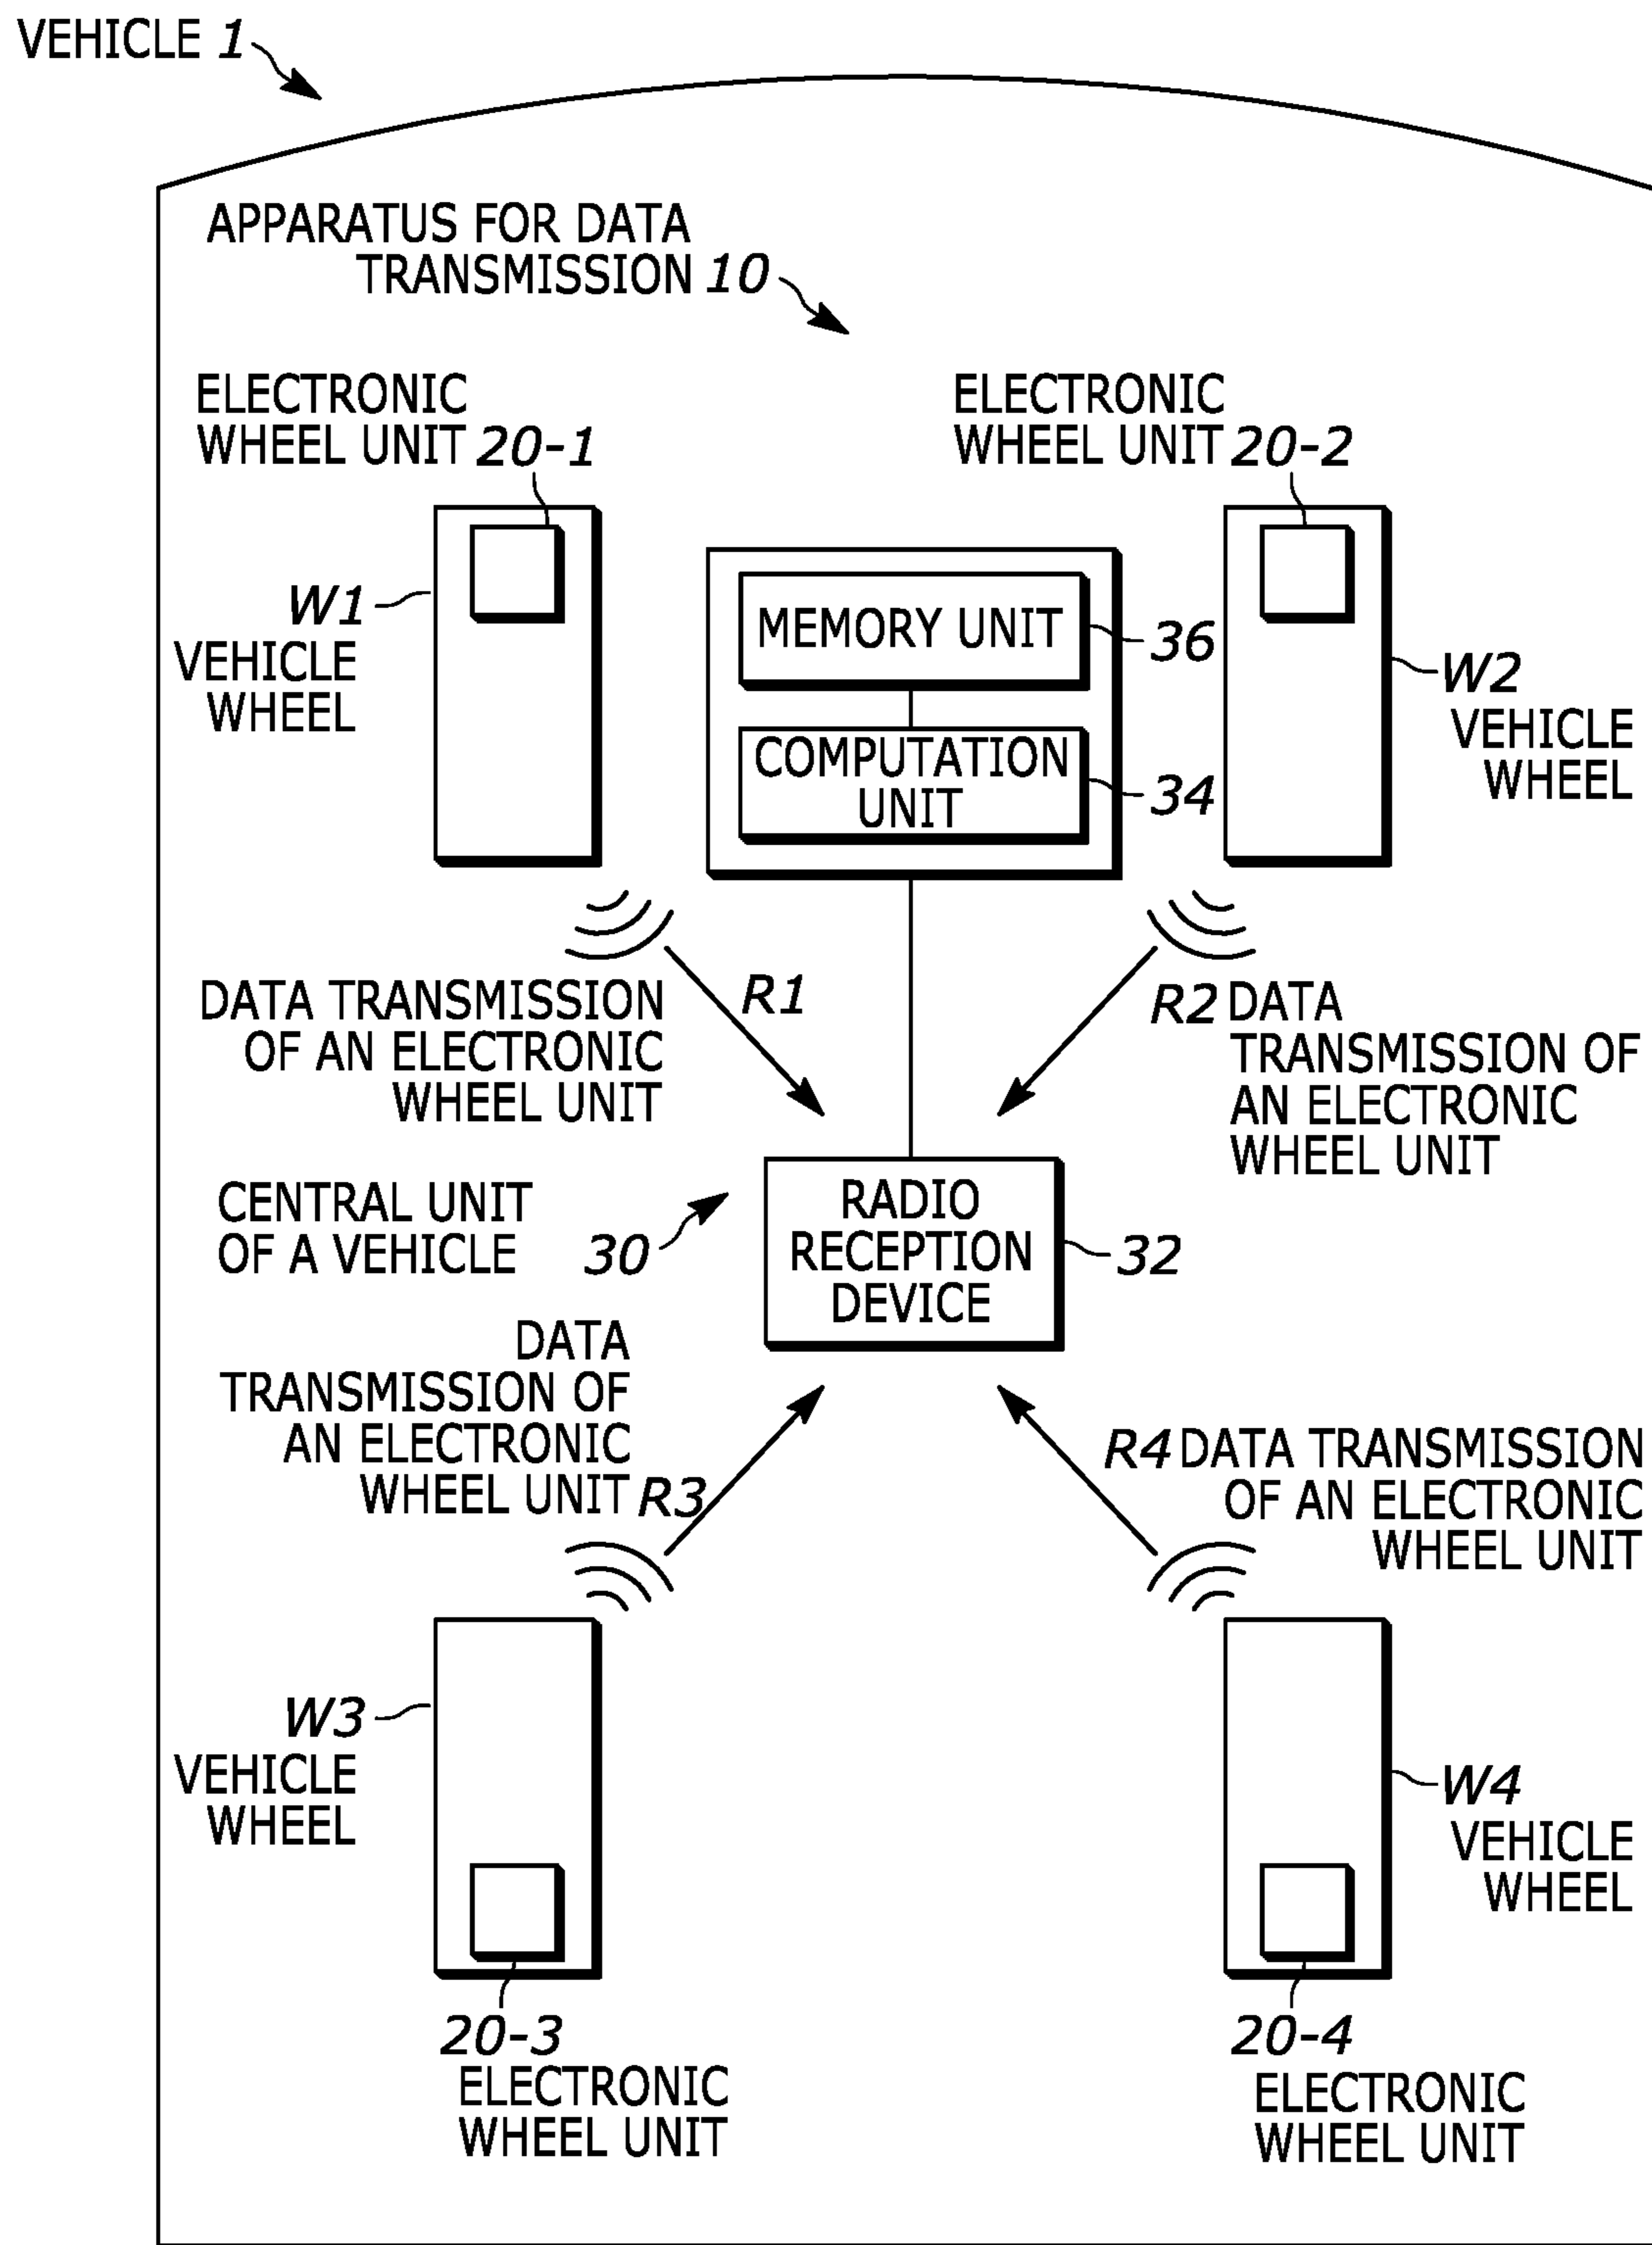 VEHICLE 1
APPARATUS FOR DATA
TRANSMISSION 10
ELECTRONIC
WHEEL UNIT 20-1
ELECTRONIC
WHEEL UNIT 20-2
W1
VEHICLE
WHEEL
MEMORY UNIT
36
COMPUTATION
UNIT
34
W2
VEHICLE
WHEEL
R1
DATA TRANSMISSION
OF AN ELECTRONIC
WHEEL UNIT
R2 DATA
TRANSMISSION OF
AN ELECTRONIC
WHEEL UNIT
CENTRAL UNIT
OF A VEHICLE
30
RADIO
RECEPTION
DEVICE
32
DATA
TRANSMISSION OF
AN ELECTRONIC
WHEEL UNIT R3
R4 DATA TRANSMISSION
OF AN ELECTRONIC
WHEEL UNIT
W3
VEHICLE
WHEEL
W4
VEHICLE
WHEEL
20-3
ELECTRONIC
WHEEL UNIT
20-4
ELECTRONIC
WHEEL UNIT